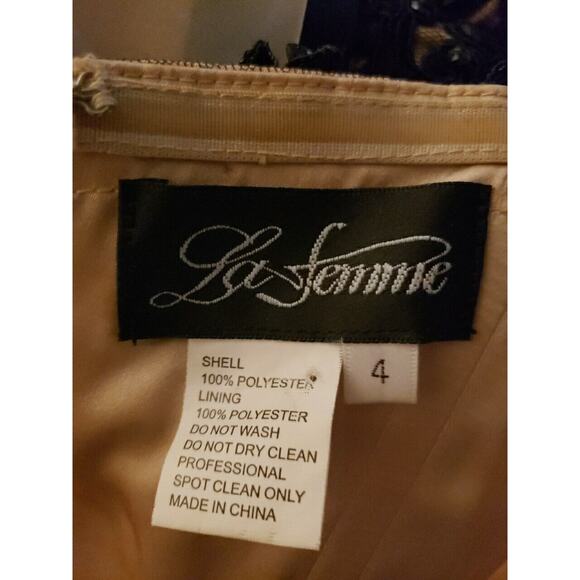 La femme
SHELL
100% POLYESTER
LINING
100% POLYESTER
DO NOT WASH
DO NOT DRY CLEAN
PROFESSIONAL
SPOT CLEAN ONLY
MADE IN CHINA
4